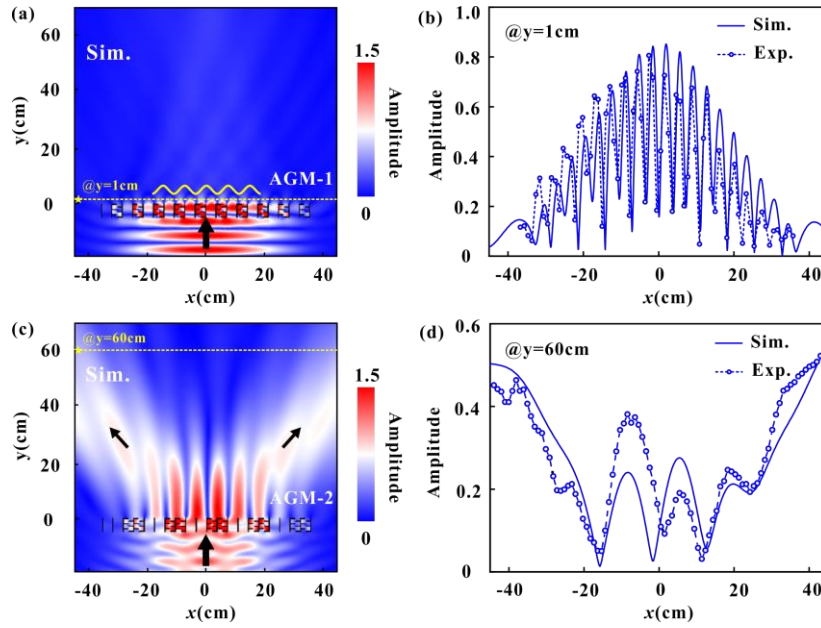 (a)
60
40
20
0
y(cm)
Sim.
AGM-1
@y=1cm
-40
-20
0
20
40
x(cm)
1.5
Amplitude
0
(b)
@y=1cm
Sim.
Exp.
1.0
0.8
0.6
0.4
0.2
0
Amplitude
-40
-20
0
20
40
x(cm)
(c)
@y=60cm
60
40
20
0
y(cm)
Sim.
AGM-2
-40
-20
0
20
40
x(cm)
1.5
Amplitude
0
(d)
@y=60cm
Sim.
Exp.
0.6
0.4
0.2
0
Amplitude
-40
-20
0
20
40
x(cm)